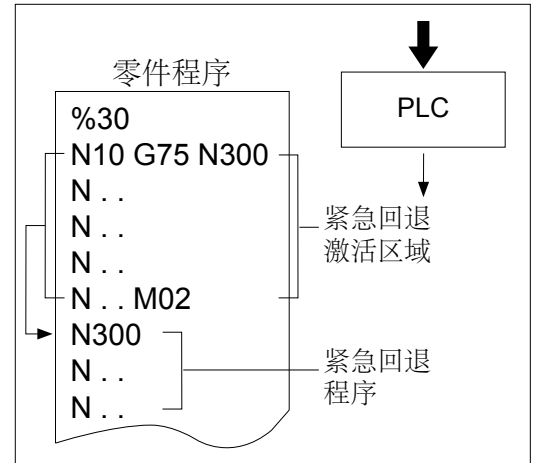 零件程序
%30
N10 G75 N300
N . .
N . .
N . .
N . . M02
N300
N . .
N . .
PLC
紧急回退
激活区域
紧急回退
程序